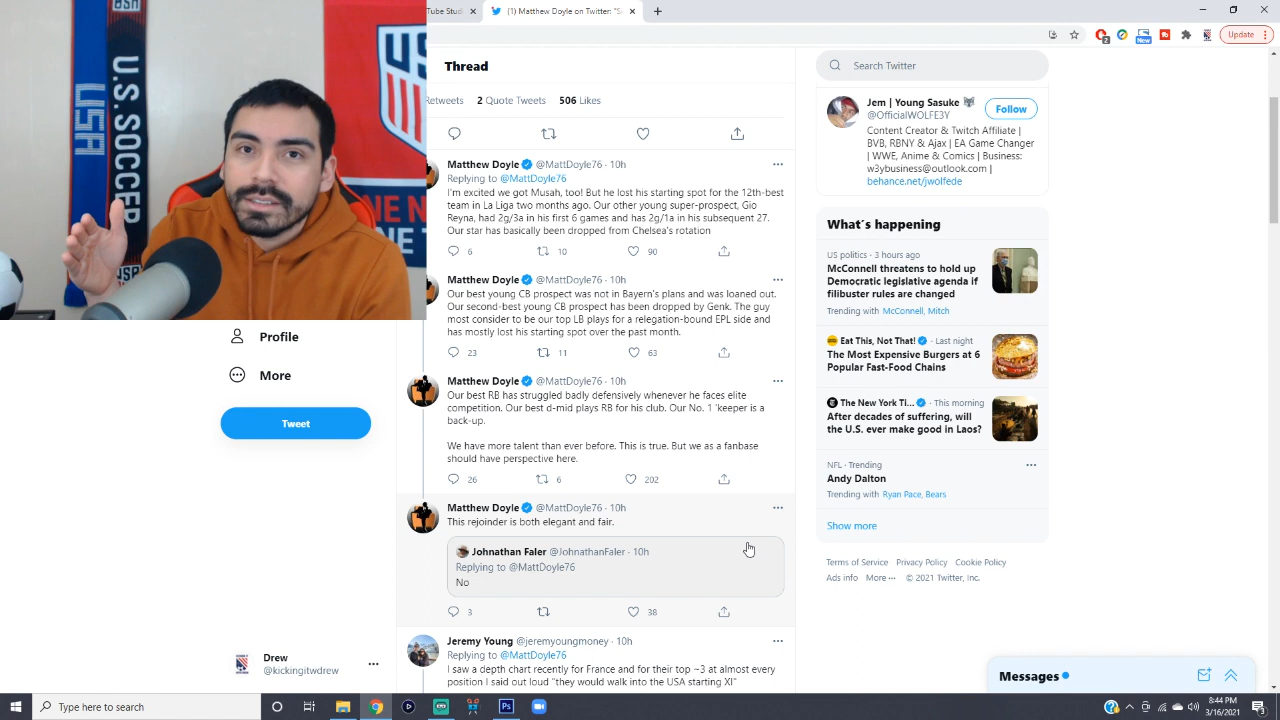 Tube Stud
(1) Matthew Doyle on Twitter: "S
Update
USA
U.S. SOCCER
Thread
Retweets 2 Quote Tweets 506 Likes
Matthew Doyle @MattDoyle76 · 10h
Replying to @MattDoyle76
I'm excited we got Musah, too! But he lost his starting spot for the 12th-best
team in La Liga two months ago. Our other young super-prospect, Gio
Reyna, had 2g/3a in his first 6 games and has 2g/1a in his subsequent 27.
Our star has basically been dropped from Chelsea's rotation
6 10 90
Matthew Doyle @MattDoyle76 · 10h
Our best young CB prospect was not in Bayern's plans and was loaned out.
Our second-best young CB prospect has been dropped by Genk. The guy
most consider to be our top LB plays for a relegation-bound EPL side and
has mostly lost his starting spot over the past month.
23 11 63
Matthew Doyle @MattDoyle76 · 10h
Our best RB has struggled badly defensively whenever he faces elite
competition. Our best d-mid plays RB for his club. Our No. 1 'keeper is a
back-up.
We have more talent than ever before. This is true. But we as a fanbase
should have perspective here.
26 6 202
Matthew Doyle @MattDoyle76 · 10h
This rejoinder is both elegant and fair.
Johnathan Faler @JohnathanFaler · 10h
Replying to @MattDoyle76
No
3 38
Jeremy Young @jeremyoungmoney · 10h
Replying to @MattDoyle76
I saw a depth chart recently for France and for their top ~3 at almost every
position I said out loud "they would walk into the USA starting XI"
Profile
More
Tweet
Drew
@kickingitwdrew
Search Twitter
Jem | Young Sasuke
@OfficialWOLFE3Y
Follow
Content Creator & Twitch Affiliate |
BVB, RBNY & Ajax | EA Game Changer
| WWE, Anime & Comics | Business:
w3ybusiness@outlook.com |
behance.net/jwolfede
What's happening
US politics · 3 hours ago
McConnell threatens to hold up
Democratic legislative agenda if
filibuster rules are changed
Trending with McConnell, Mitch
Eat This, Not That! · Last night
The Most Expensive Burgers at 6
Popular Fast-Food Chains
The New York Ti... · This morning
After decades of suffering, will
the U.S. ever make good in Laos?
NFL · Trending
Andy Dalton
Trending with Ryan Pace, Bears
Show more
Terms of Service Privacy Policy Cookie Policy
Ads info More ··· © 2021 Twitter, Inc.
Messages
Type here to search
8:44 PM
3/16/2021